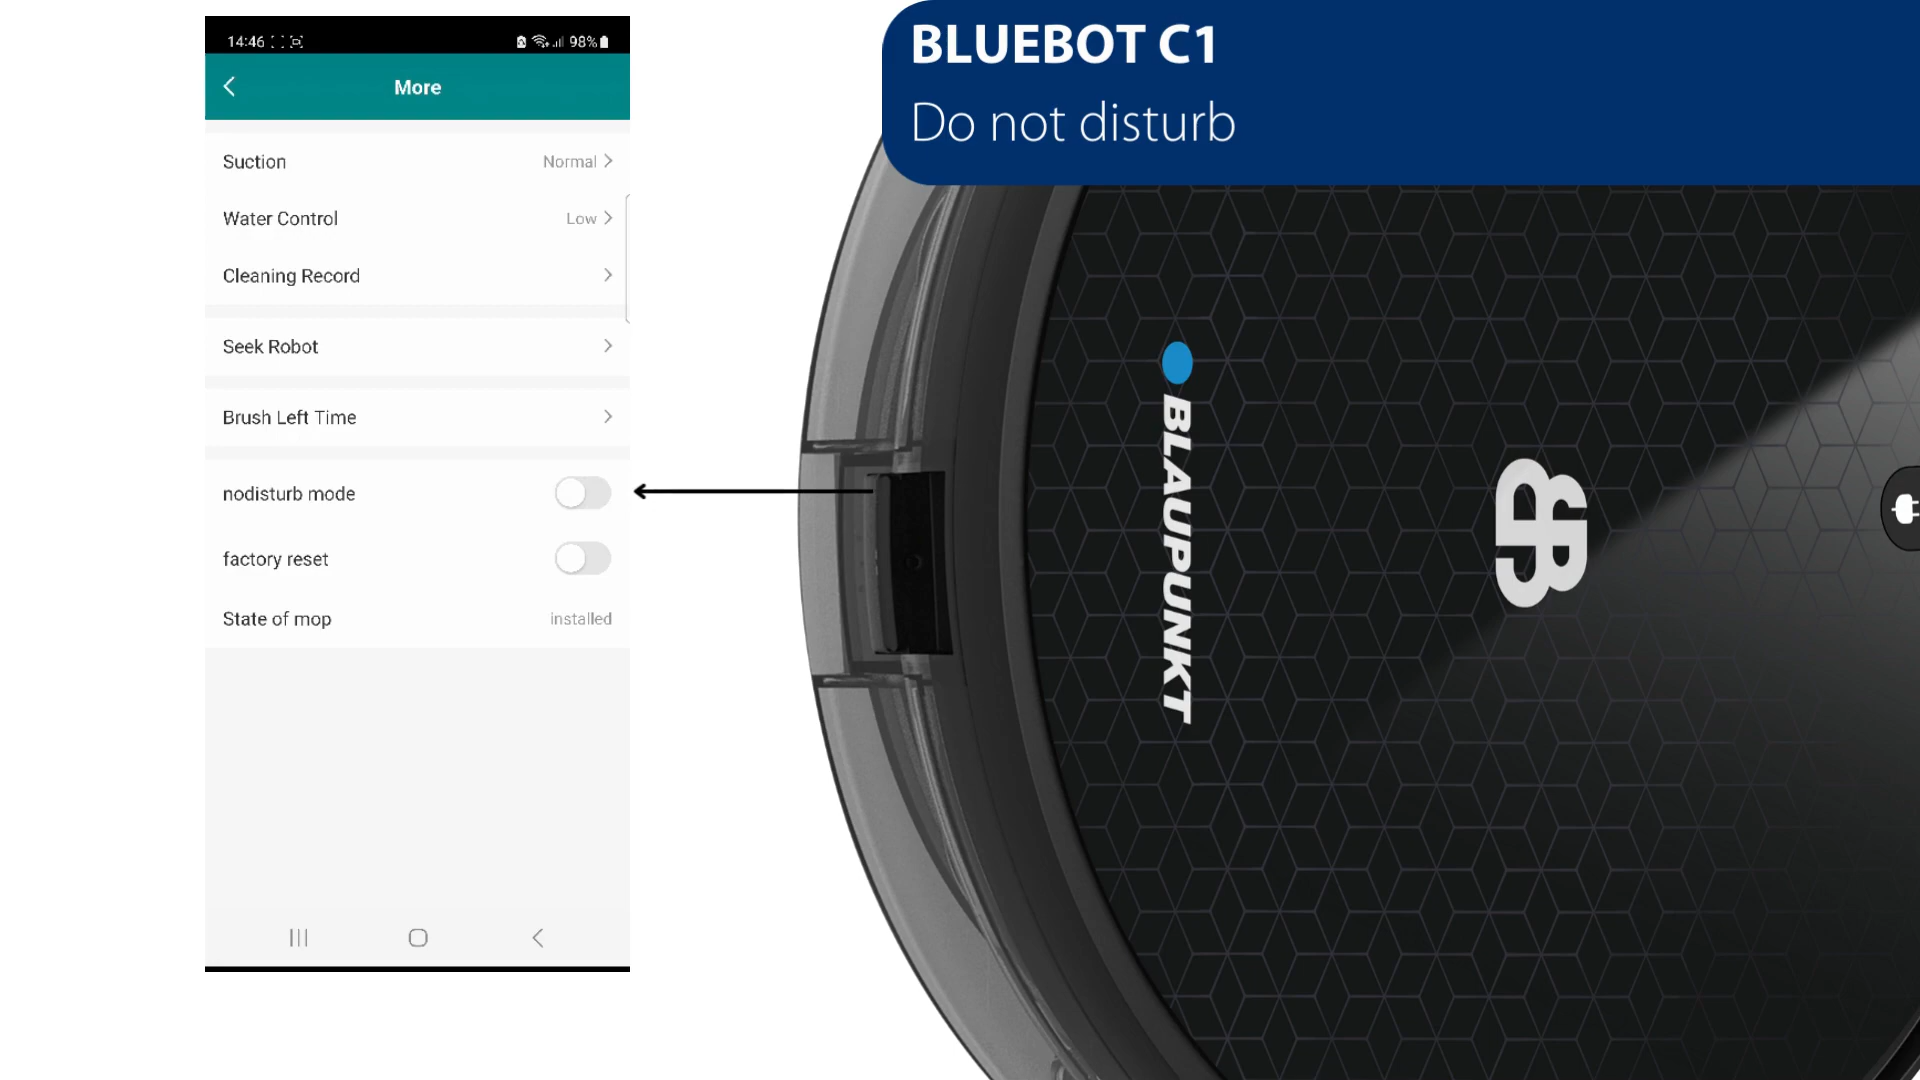 14:46
98%
More
Suction
Normal
Water Control
Low
Cleaning Record
Seek Robot
Brush Left Time
nodisturb mode
factory reset
State of mop
installed
BLUEBOT C1
Do not disturb
BLAUPUNKT